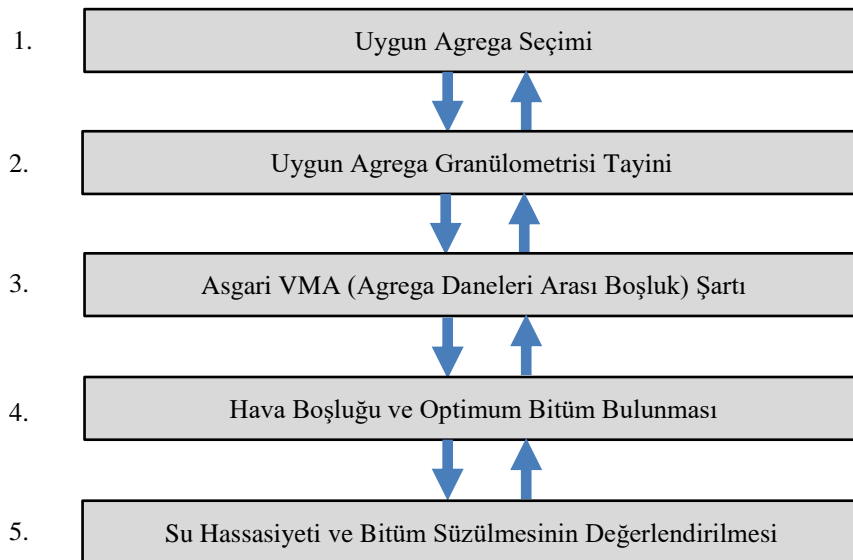 1. Uygun Agrega Seçimi
2. Uygun Agrega Granülometrisi Tayini
3. Asgari VMA (Agrega Daneleri Arası Boşluk) Şartı
4. Hava Boşluğu ve Optimum Bitüm Bulunması
5. Su Hassasiyeti ve Bitüm Süzülmesinin Değerlendirilmesi